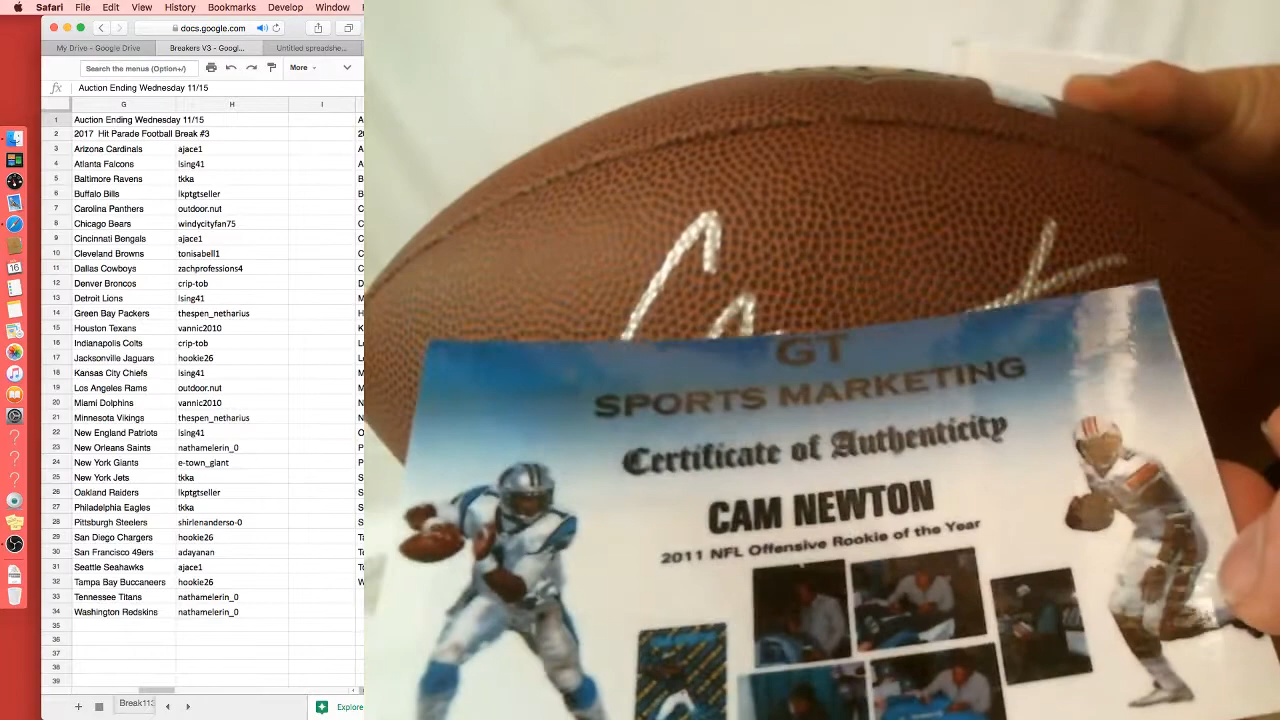 Safari File Edit View History Bookmarks Develop Window
docs.google.com
My Drive - Google Drive Breakers V3 - Googl... Untitled spreadshe...
Search the menus (Option+/) More
fx Auction Ending Wednesday 11/15
G H I
1 Auction Ending Wednesday 11/15
2 2017 Hit Parade Football Break #3
3 Arizona Cardinals ajace1
4 Atlanta Falcons lsing41
5 Baltimore Ravens tkka
6 Buffalo Bills lkptgtseller
7 Carolina Panthers outdoor.nut
8 Chicago Bears windycityfan75
9 Cincinnati Bengals ajace1
10 Cleveland Browns tonisabell1
11 Dallas Cowboys zachprofessions4
12 Denver Broncos crip-tob
13 Detroit Lions lsing41
14 Green Bay Packers thespen_netharius
15 Houston Texans vannic2010
16 Indianapolis Colts crip-tob
17 Jacksonville Jaguars hookie26
18 Kansas City Chiefs lsing41
19 Los Angeles Rams outdoor.nut
20 Miami Dolphins vannic2010
21 Minnesota Vikings thespen_netharius
22 New England Patriots lsing41
23 New Orleans Saints nathamelerin_0
24 New York Giants e-town_giant
25 New York Jets tkka
26 Oakland Raiders lkptgtseller
27 Philadelphia Eagles tkka
28 Pittsburgh Steelers shirlenanderso-0
29 San Diego Chargers hookie26
30 San Francisco 49ers adayanan
31 Seattle Seahawks ajace1
32 Tampa Bay Buccaneers hookie26
33 Tennessee Titans nathamelerin_0
34 Washington Redskins nathamelerin_0
35
36
37
38
39
Break113
Explore
16
GT
SPORTS MARKETING
Certificate of Authenticity
CAM NEWTON
2011 NFL Offensive Rookie of the Year